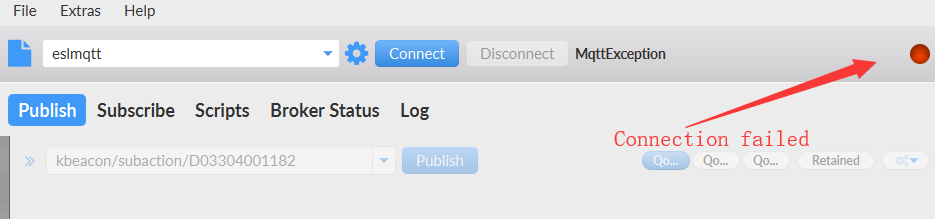 File Extras Help
eslmqtt Connect Disconnect MqttException
Publish Subscribe Scripts Broker Status Log
Connection failed
kbeacon/subaction/D03304001182 Publish Qo... Qo... Qo... Retained